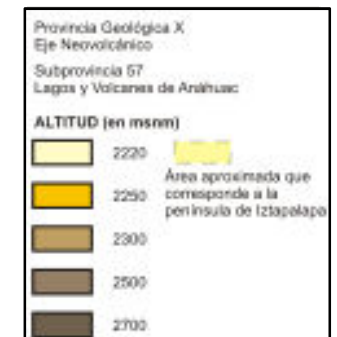 Provincia Geológica X
Eje Neovolcánico
Subprovincia 57
Lagos y Volcanes de Anáhuac
ALTITUD (en msnm)
2220
Área aproximada que
corresponde a la
península de Iztapalapa
2250
2300
2500
2700